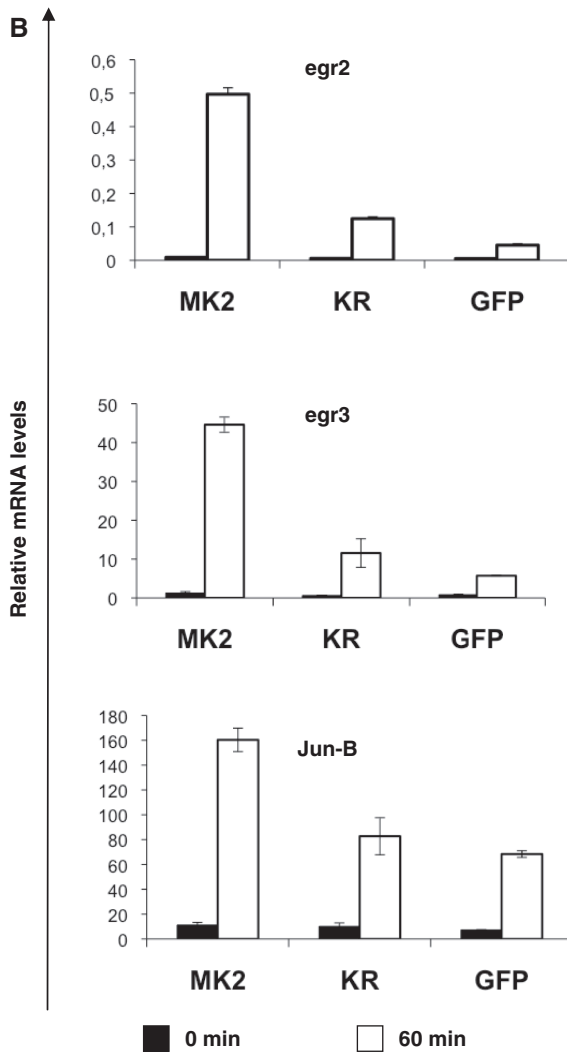 B
Relative mRNA levels
egr2
0,6
0,5
0,4
0,3
0,2
0,1
0
MK2 KR GFP
egr3
50
40
30
20
10
0
MK2 KR GFP
Jun-B
180
160
140
120
100
80
60
40
20
0
MK2 KR GFP
0 min 60 min